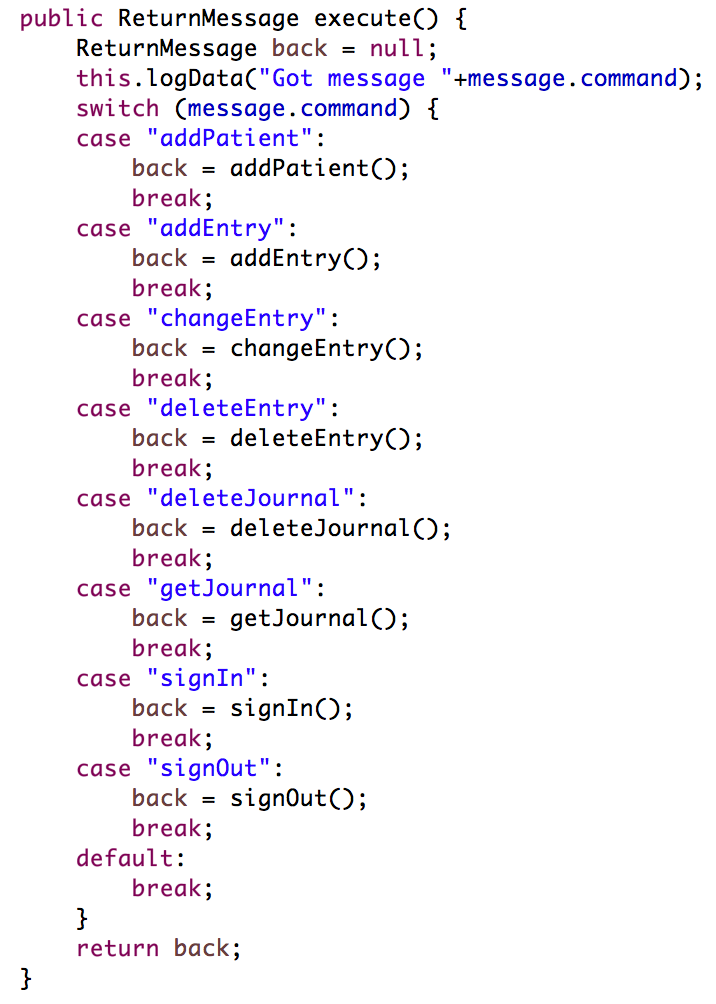 public ReturnMessage execute() {
    ReturnMessage back = null;
    this.logData("Got message "+message.command);
    switch (message.command) {
    case "addPatient":
        back = addPatient();
        break;
    case "addEntry":
        back = addEntry();
        break;
    case "changeEntry":
        back = changeEntry();
        break;
    case "deleteEntry":
        back = deleteEntry();
        break;
    case "deleteJournal":
        back = deleteJournal();
        break;
    case "getJournal":
        back = getJournal();
        break;
    case "signIn":
        back = signIn();
        break;
    case "signOut":
        back = signOut();
        break;
    default:
        break;
    }
    return back;
}